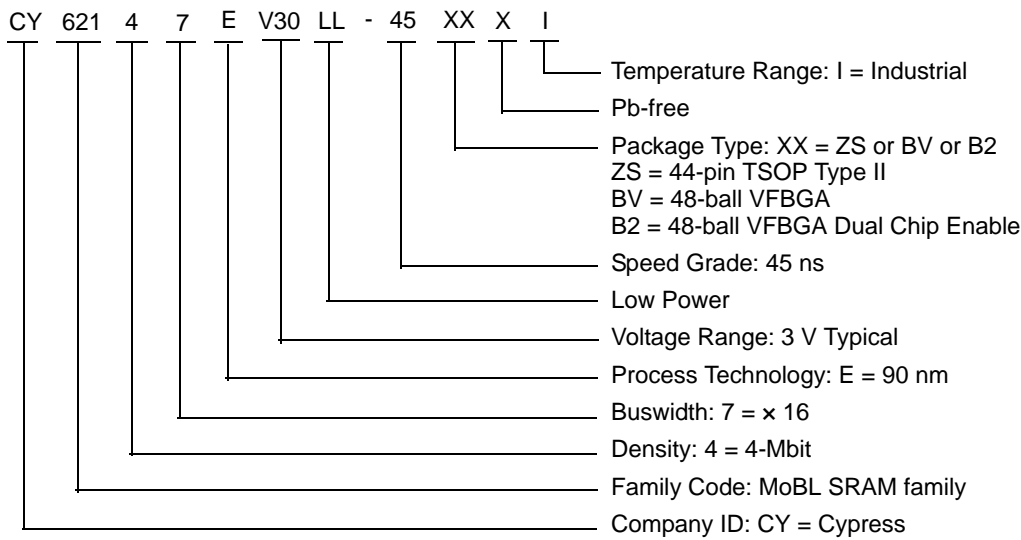 CY 621 4 7 E V30 LL - 45 XX X I
Temperature Range: I = Industrial
Pb-free
Package Type: XX = ZS or BV or B2
ZS = 44-pin TSOP Type II
BV = 48-ball VFBGA
B2 = 48-ball VFBGA Dual Chip Enable
Speed Grade: 45 ns
Low Power
Voltage Range: 3 V Typical
Process Technology: E = 90 nm
Buswidth: 7 = × 16
Density: 4 = 4-Mbit
Family Code: MoBL SRAM family
Company ID: CY = Cypress